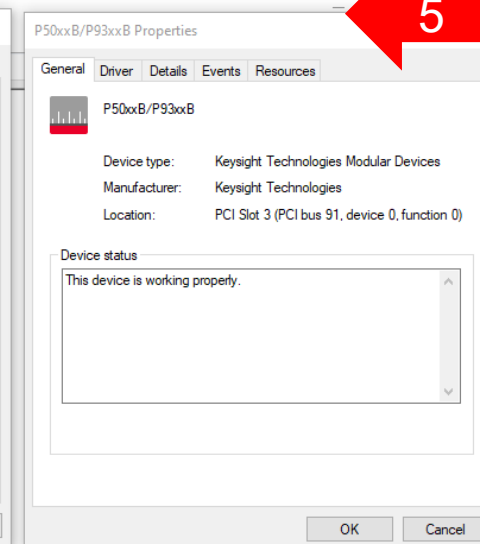 5
P50xxB/P93xxB Properties
General Driver Details Events Resources
P50xxB/P93xxB
Device type: Keysight Technologies Modular Devices
Manufacturer: Keysight Technologies
Location: PCI Slot 3 (PCI bus 91, device 0, function 0)
Device status
This device is working properly.
OK Cancel